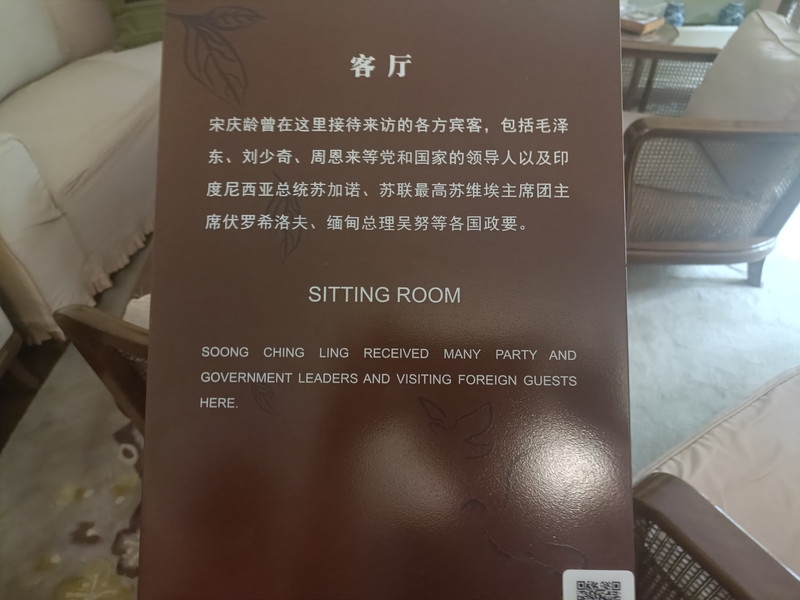 客厅
宋庆龄曾在这里接待来访的各方宾客，包括毛泽
东、刘少奇、周恩来等党和国家的领导人以及印
度尼西亚总统苏加诺、苏联最高苏维埃主席团主
席伏罗希洛夫、缅甸总理吴努等各国政要。
SITTING ROOM
SOONG CHING LING RECEIVED MANY PARTY AND
GOVERNMENT LEADERS AND VISITING FOREIGN GUESTS
HERE.